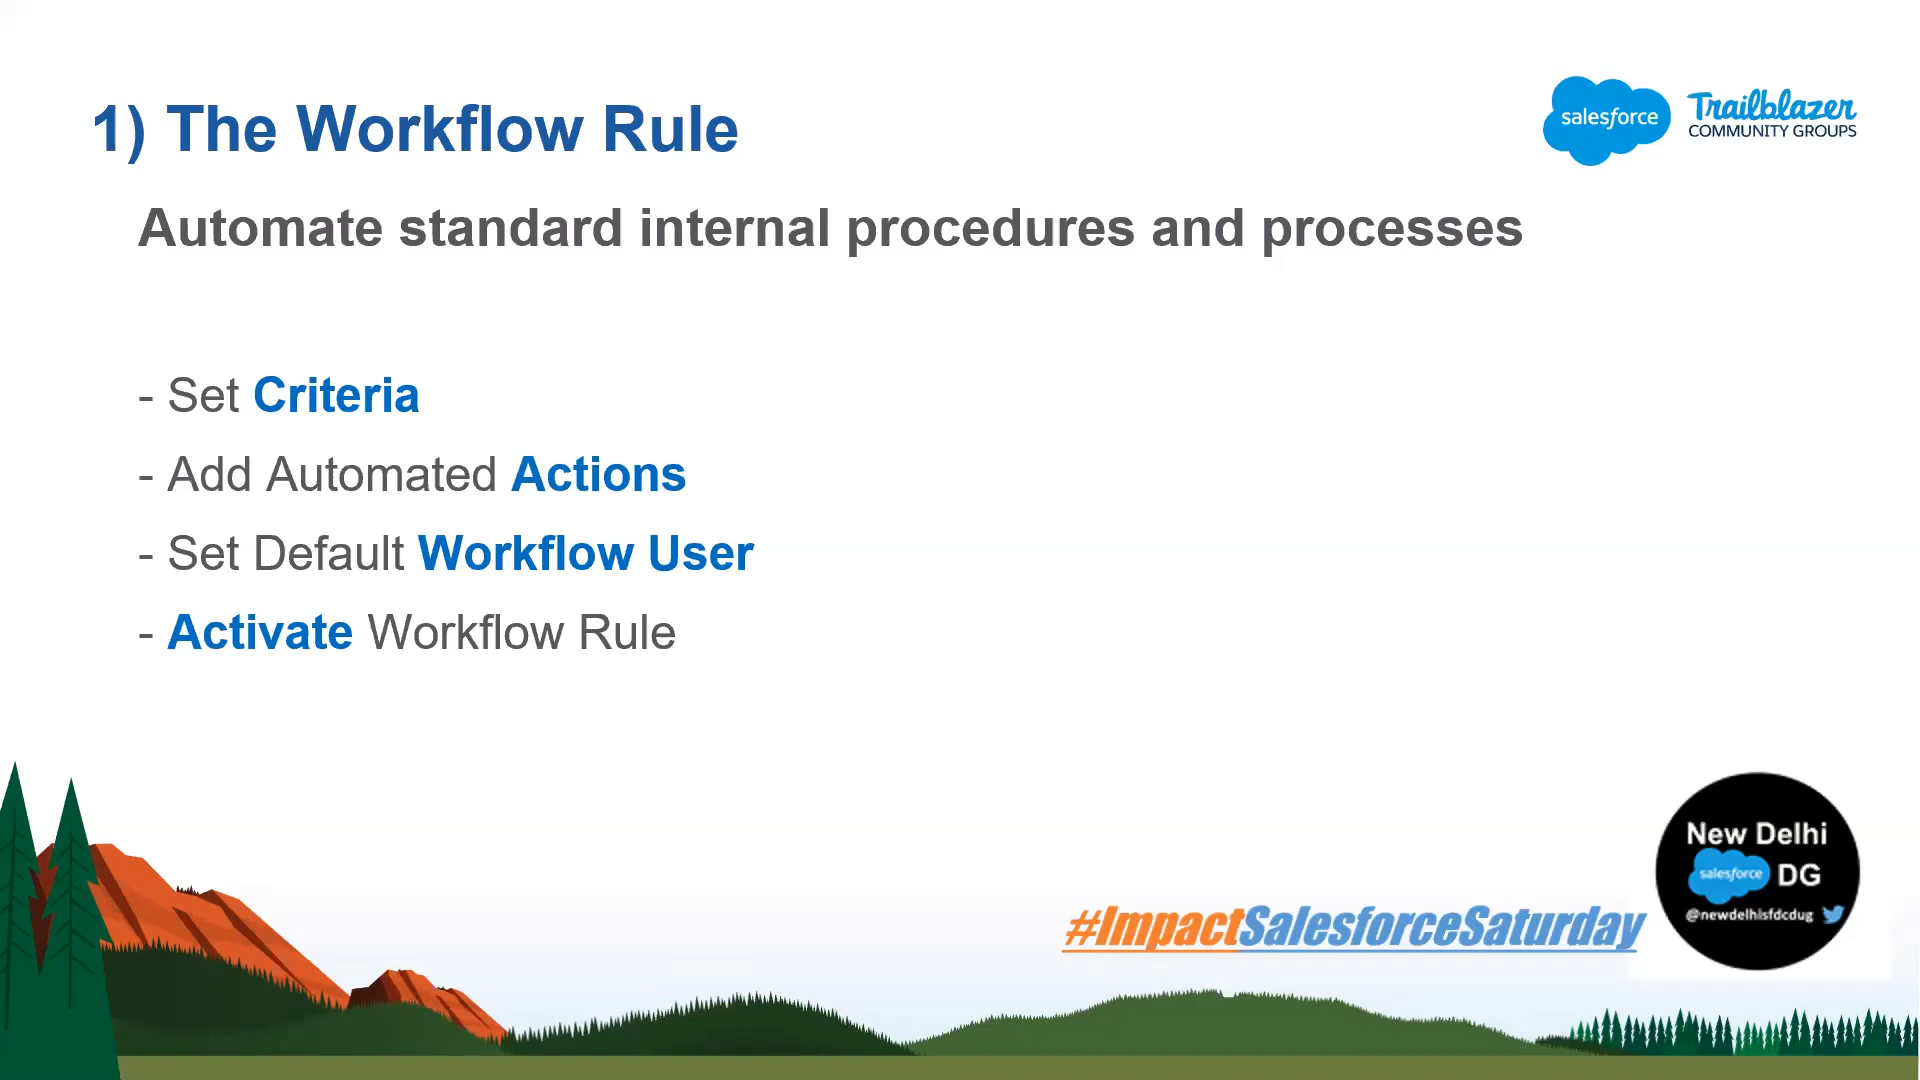 1) The Workflow Rule
salesforce
Trailblazer
COMMUNITY GROUPS
Automate standard internal procedures and processes
- Set Criteria
- Add Automated Actions
- Set Default Workflow User
- Activate Workflow Rule
#ImpactSalesforceSaturday
New Delhi
salesforce DG
@newdelhisfdcdug